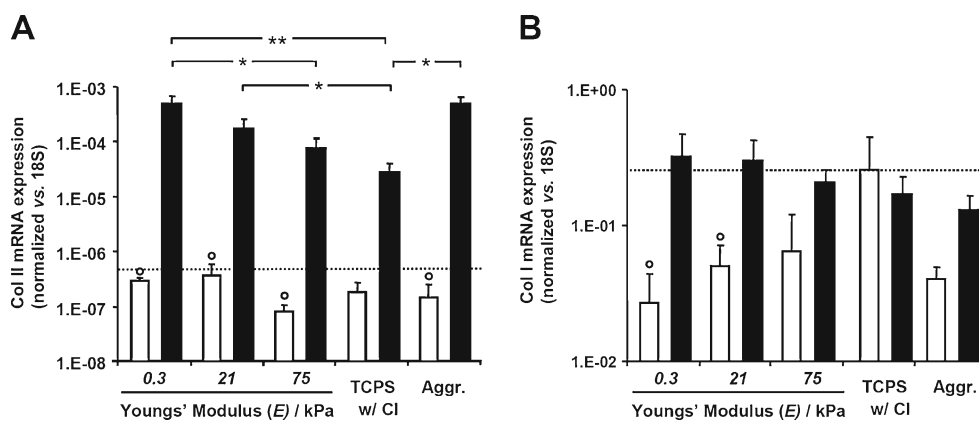 A
**
*
*
*
Col II mRNA expression
(normalized vs. 18S)
1.E-03
1.E-04
1.E-05
1.E-06
1.E-07
1.E-08
0.3 21 75 TCPS Aggr.
w/ CI
Youngs' Modulus (E) / kPa
B
Col I mRNA expression
(normalized vs. 18S)
1.E+00
1.E-01
1.E-02
0.3 21 75 TCPS Aggr.
w/ CI
Youngs' Modulus (E) / kPa